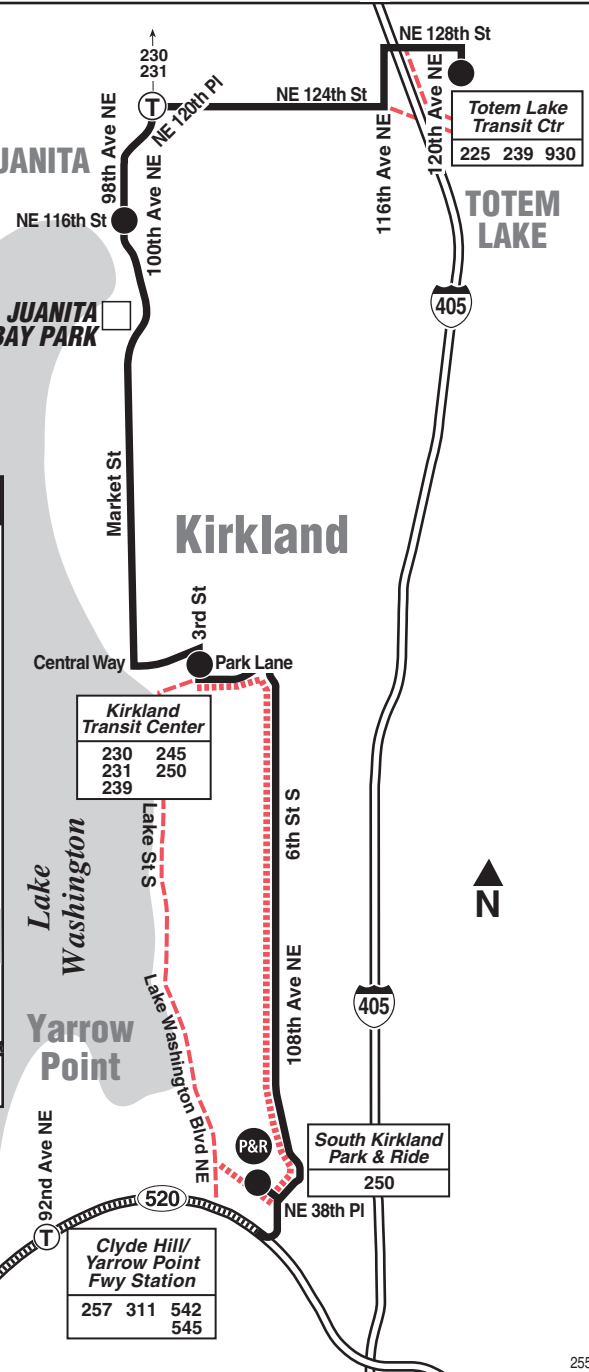 NE 128th St
230
231
T
NE 120th Pl
NE 124th St
98th Ave NE
100th Ave NE
116th Ave NE
120th Ave NE
Totem Lake
Transit Ctr
225 239 930
UANITA
TOTEM
LAKE
NE 116th St
405
JUANITA
BAY PARK
Market St
Kirkland
3rd St
Central Way
Park Lane
Kirkland
Transit Center
230 245
231 250
239
Lake St S
6th St S
Lake
Washington
N
108th Ave NE
405
Lake Washington Blvd NE
Yarrow
Point
92nd Ave NE
P&R
South Kirkland
Park & Ride
250
520
NE 38th Pl
T
Clyde Hill/
Yarrow Point
Fwy Station
257 311 542
545
255